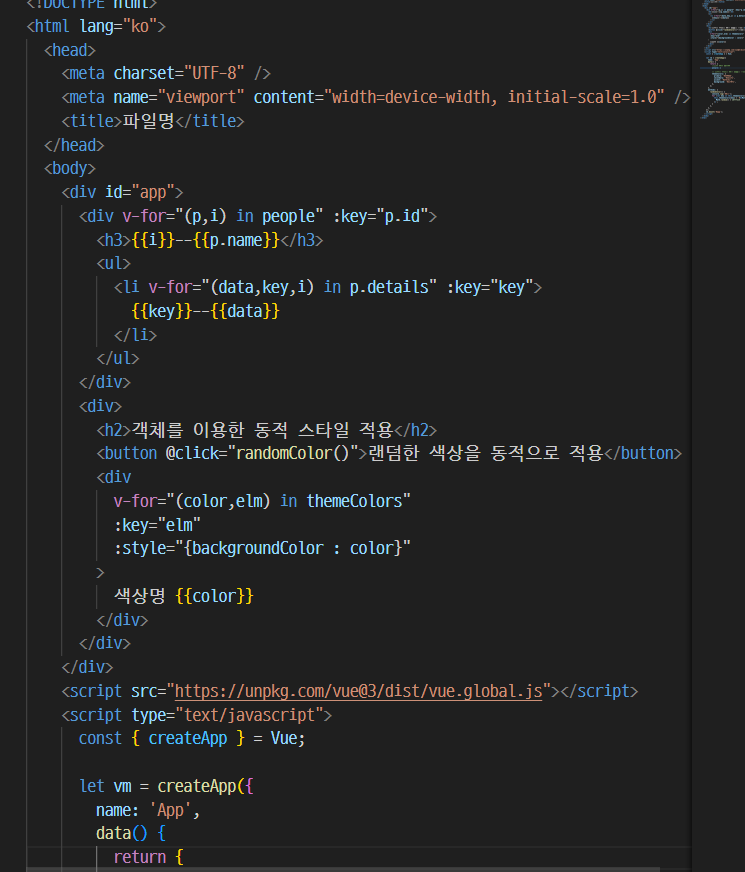 <!DOCTYPE html>
<html lang="ko">
<head>
<meta charset="UTF-8" />
<meta name="viewport" content="width=device-width, initial-scale=1.0" />
<title>파일명</title>
</head>
<body>
<div id="app">
<div v-for="(p,i) in people" :key="p.id">
<h3>{{i}}--{{p.name}}</h3>
<ul>
<li v-for="(data,key,i) in p.details" :key="key">
{{key}}--{{data}}
</li>
</ul>
</div>
<div>
<h2>객체를 이용한 동적 스타일 적용</h2>
<button @click="randomColor()">랜덤한 색상을 동적으로 적용</button>
<div
v-for="(color,elm) in themeColors"
:key="elm"
:style="{backgroundColor : color}"
>
색상명 {{color}}
</div>
</div>
</div>
<script src="https://unpkg.com/vue@3/dist/vue.global.js"></script>
<script type="text/javascript">
const { createApp } = Vue;
let vm = createApp({
name: 'App',
data() {
return {